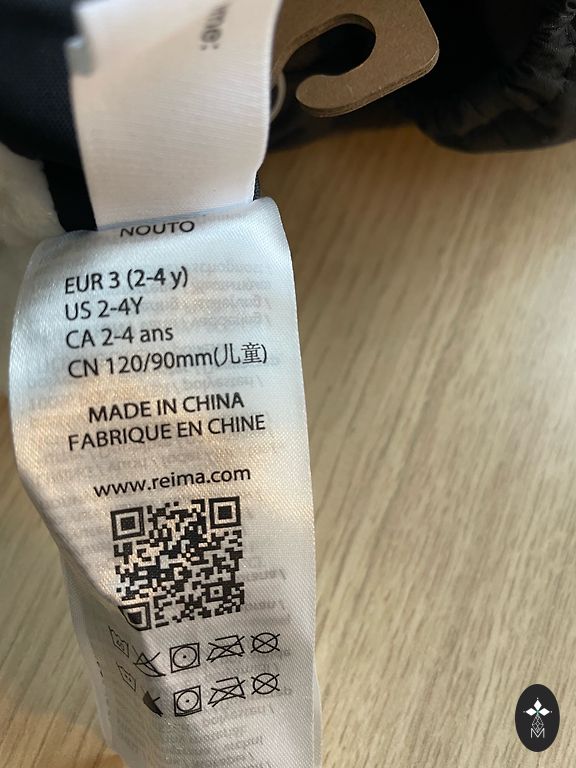 me:
NOUTO
EUR 3 (2-4 y)
US 2-4Y
CA 2-4 ans
CN 120/90mm(儿童)
MADE IN CHINA
FABRIQUE EN CHINE
www.reima.com
M